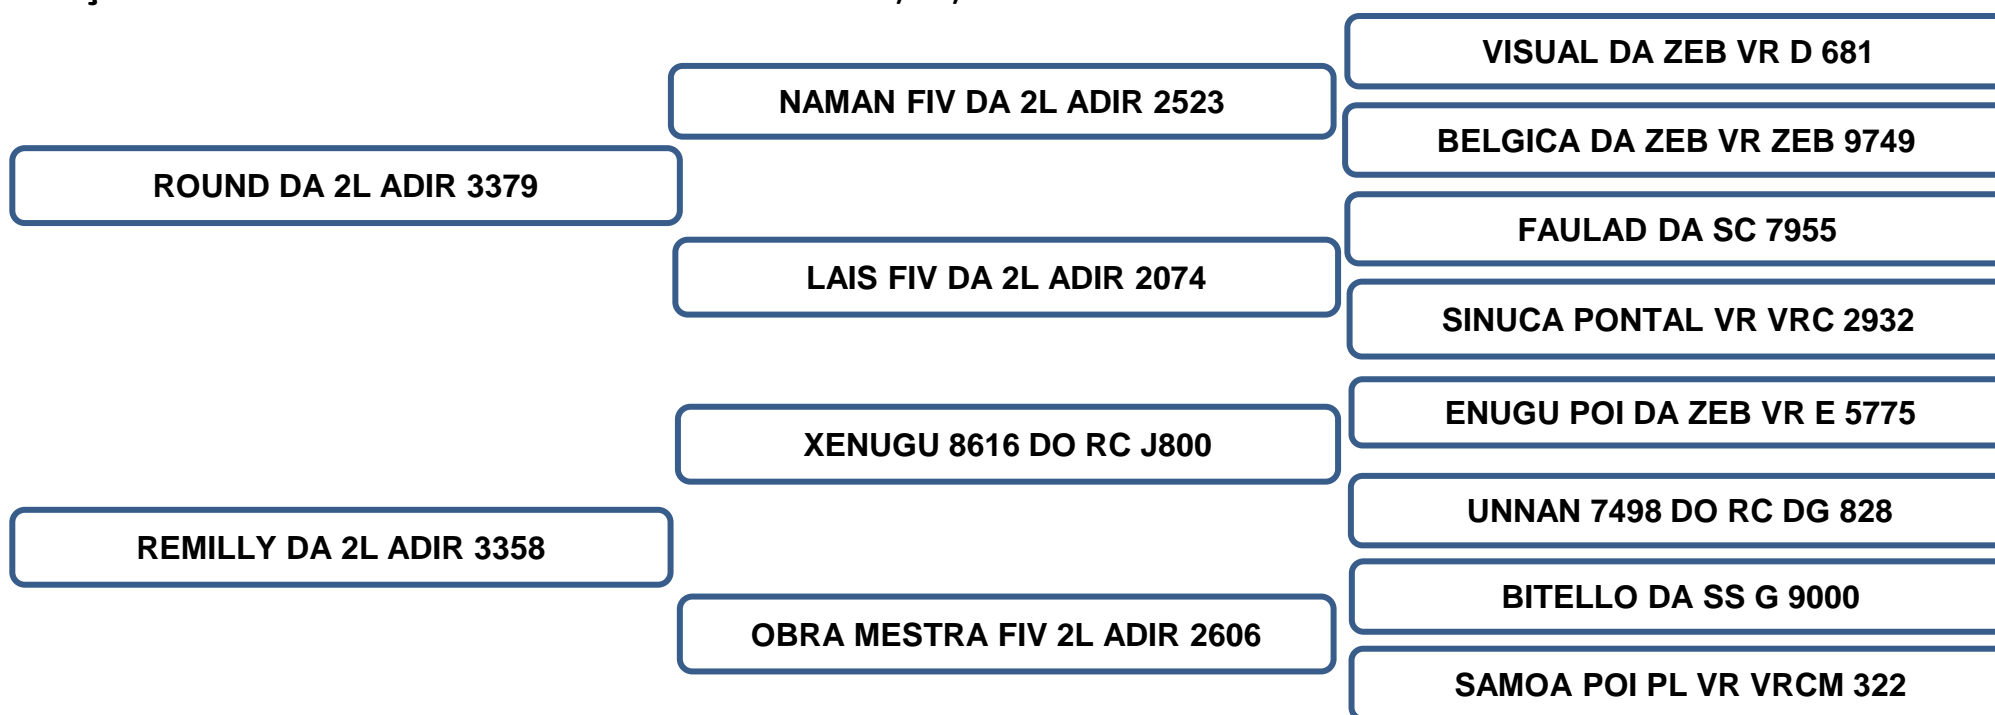 VISUAL DA ZEB VR D 681
NAMAN FIV DA 2L ADIR 2523
BELGICA DA ZEB VR ZEB 9749
ROUND DA 2L ADIR 3379
FAULAD DA SC 7955
LAIS FIV DA 2L ADIR 2074
SINUCA PONTAL VR VRC 2932
ENUGU POI DA ZEB VR E 5775
XENUGU 8616 DO RC J800
UNNAN 7498 DO RC DG 828
REMILLY DA 2L ADIR 3358
BITELLO DA SS G 9000
OBRA MESTRA FIV 2L ADIR 2606
SAMOA POI PL VR VRCM 322